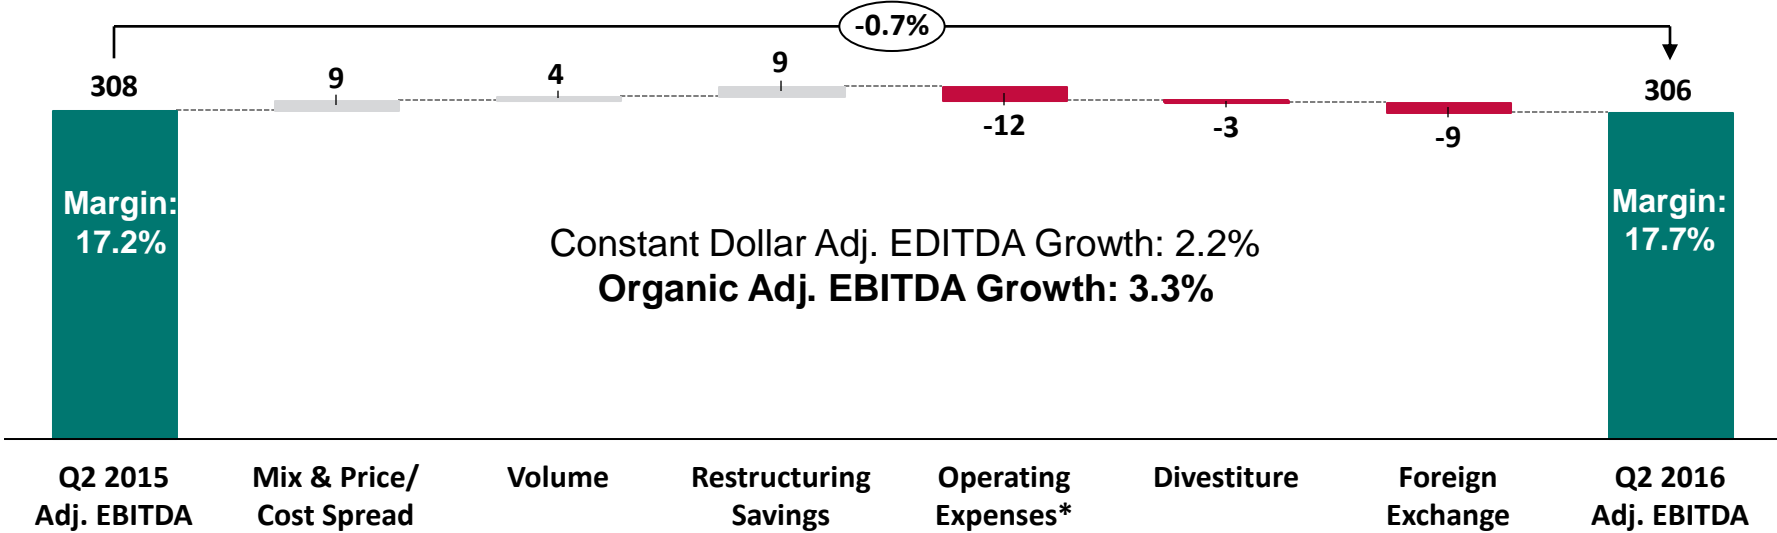 -0.7%
308
9
4
9
-12
-3
-9
306
Margin:
17.2%
Margin:
17.7%
Constant Dollar Adj. EDITDA Growth: 2.2%
Organic Adj. EBITDA Growth: 3.3%
Q2 2015
Adj. EBITDA
Mix & Price/
Cost Spread
Volume
Restructuring
Savings
Operating
Expenses*
Divestiture
Foreign
Exchange
Q2 2016
Adj. EBITDA